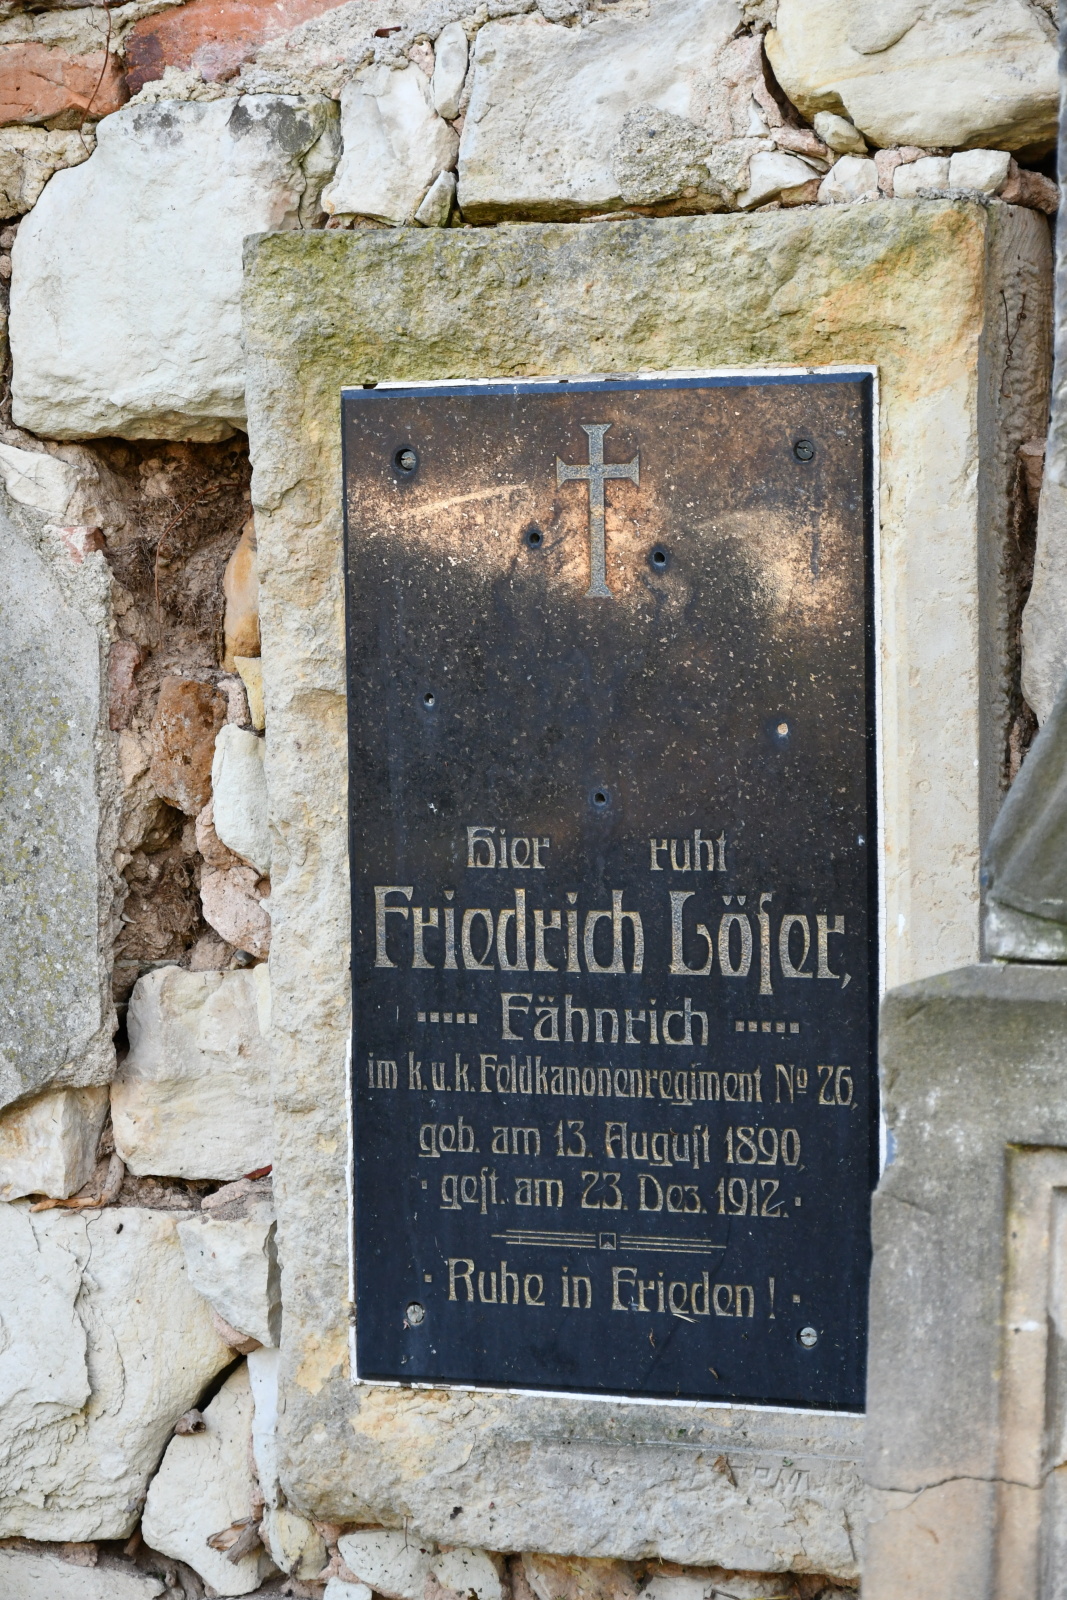 Hier ruht
Friedrich Löser,
Fähnrich
im k. u. k. Feldkanonenregiment Nº 26,
geb. am 13. August 1890,
· gest. am 23. Dez. 1912. ·
· Ruhe in Frieden! ·